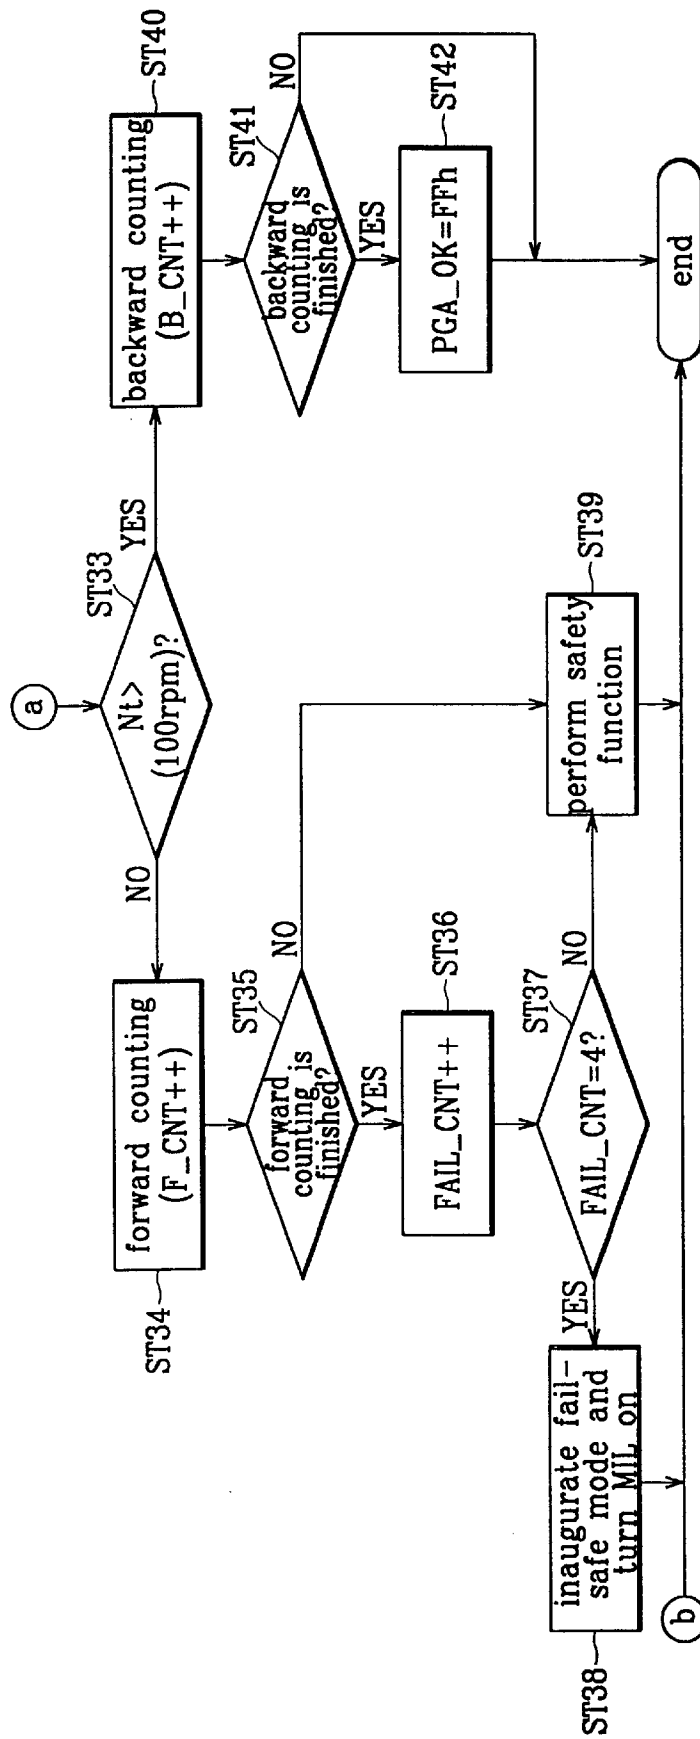 a
ST33
Nt>
(100rpm)?
NO
YES
forward counting
(F_CNT++)
ST34
backward counting
(B_CNT++)
ST40
ST35
forward
counting is
finished?
NO
YES
ST41
backward
counting is
finished?
NO
YES
FAIL_CNT++
ST36
PGA_OK=FFh
ST42
ST37
FAIL_CNT=4?
YES
NO
inaugurate fail-
safe mode and
turn MIL on
ST38
perform safety
function
ST39
b
end